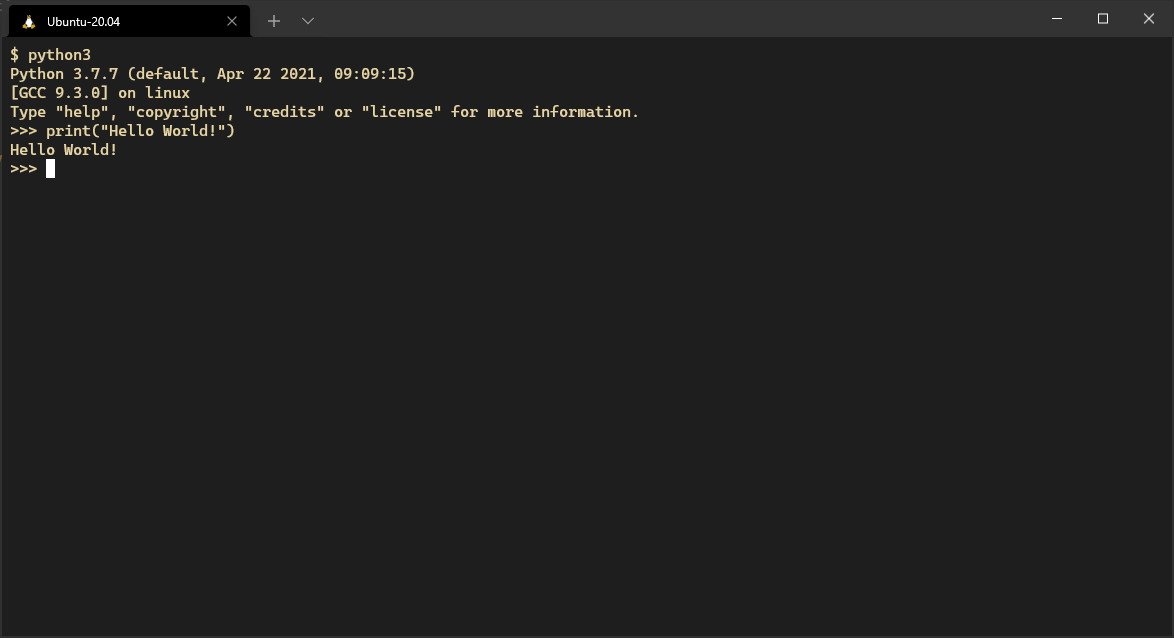 Ubuntu-20.04
$ python3
Python 3.7.7 (default, Apr 22 2021, 09:09:15)
[GCC 9.3.0] on linux
Type "help", "copyright", "credits" or "license" for more information.
>>> print("Hello World!")
Hello World!
>>>